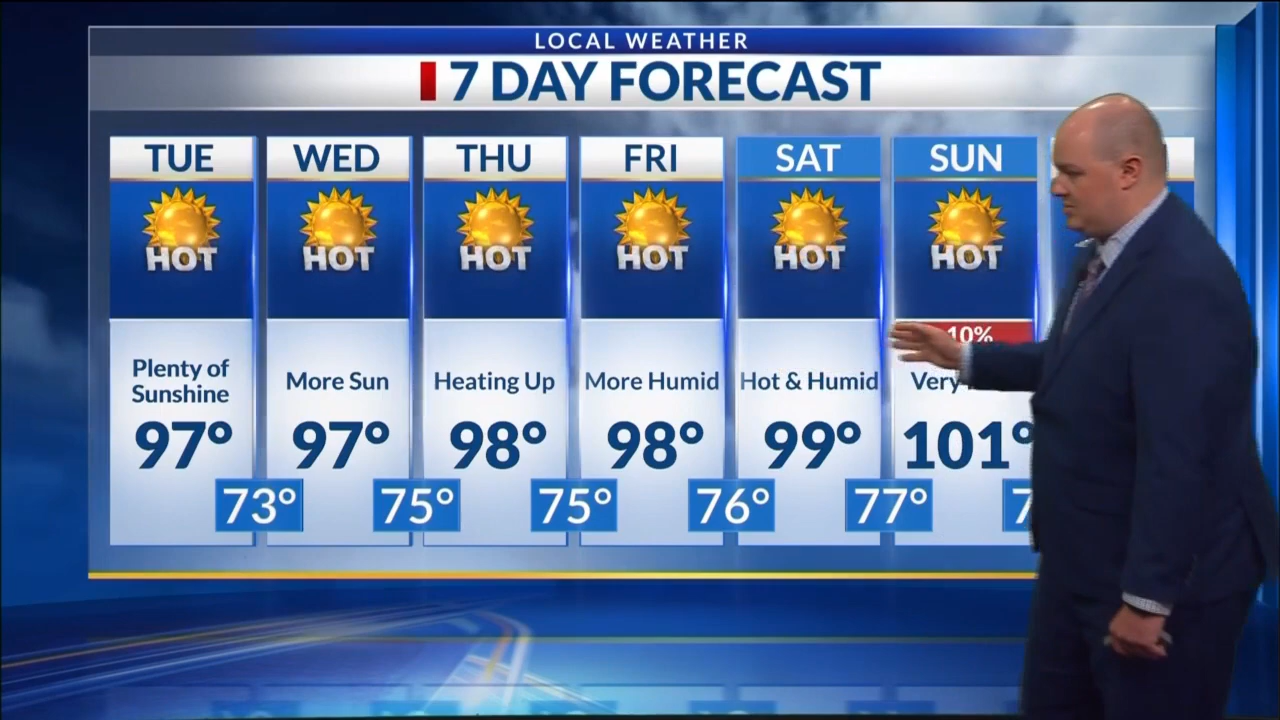 LOCAL WEATHER
7 DAY FORECAST
TUE
WED
THU
FRI
SAT
SUN
HOT
HOT
HOT
HOT
HOT
HOT
10%
Plenty of
Sunshine
More Sun
Heating Up
More Humid
Hot & Humid
Very
97°
97°
98°
98°
99°
101°
73°
75°
75°
76°
77°
7